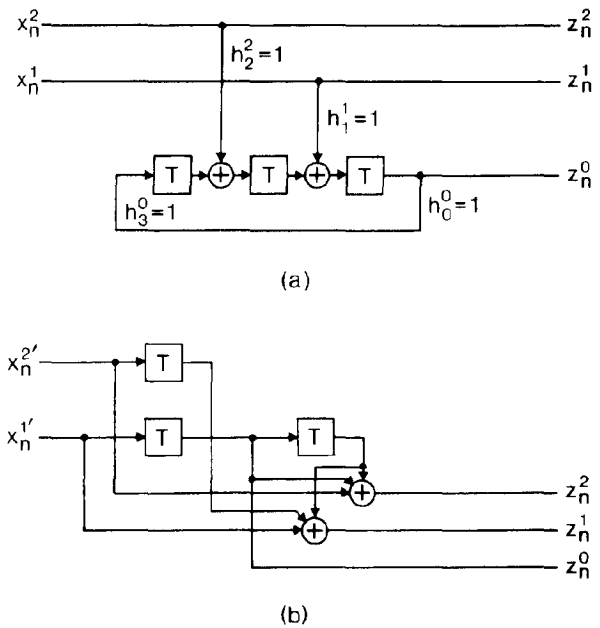 x_n^2 z_n^2
h_2^2=1
x_n^1 z_n^1
h_1^1=1
T + T + T z_n^0
h_3^0=1 h_0^0=1
(a)
x_n^2' T
x_n^1' T T
+ z_n^2
+ z_n^1
z_n^0
(b)